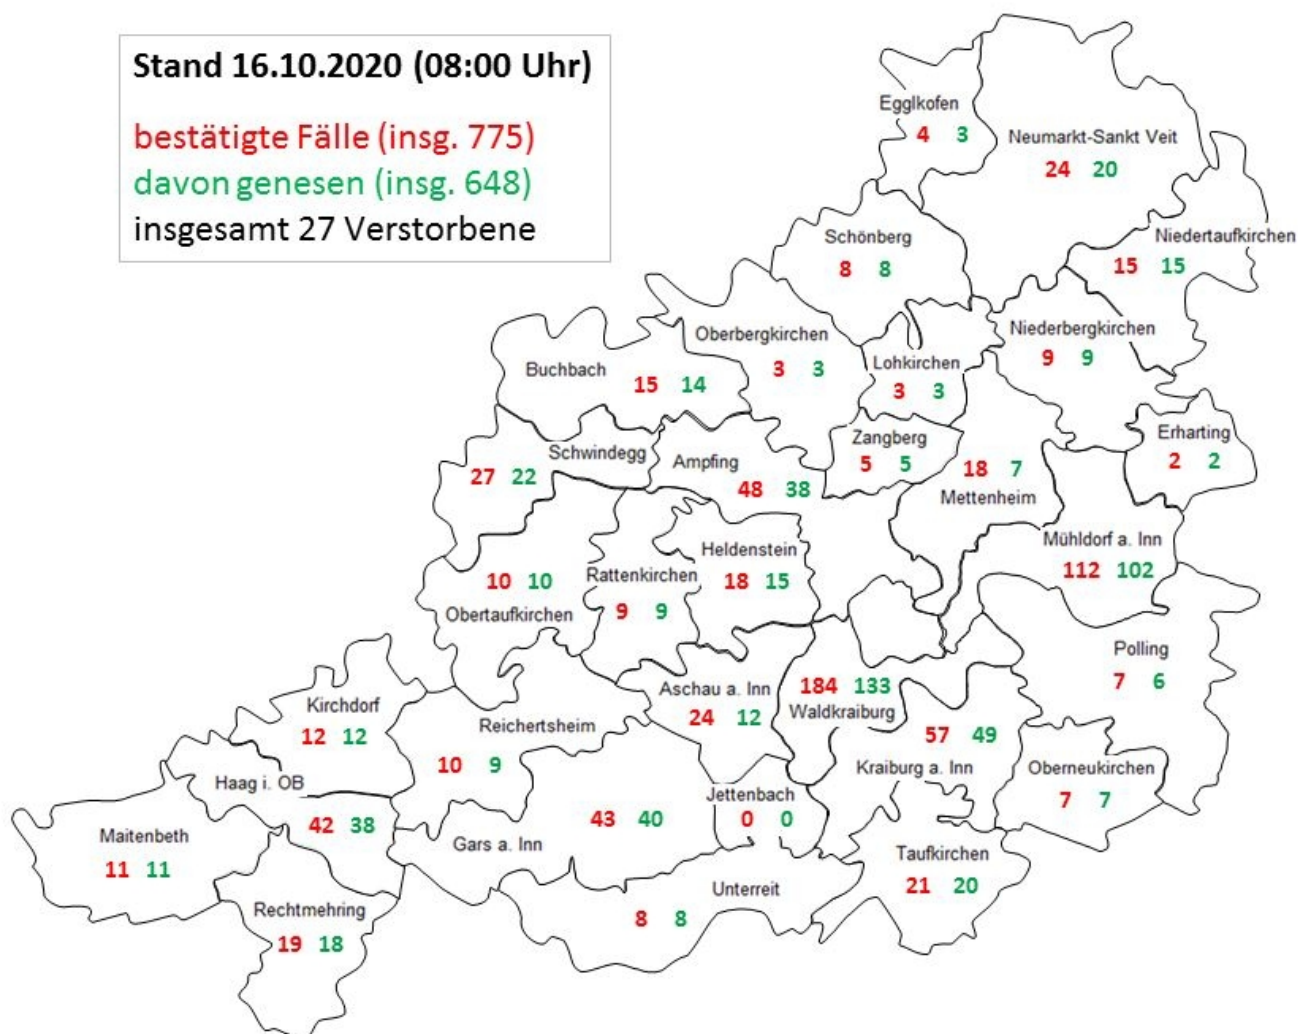 Stand 16.10.2020 (08:00 Uhr)
bestätigte Fälle (insg. 775)
davon genesen (insg. 648)
insgesamt 27 Verstorbene
Egglkofen
4 3
Neumarkt-Sankt Veit
24 20
Schönberg
8 8
Niedertaufkirchen
15 15
Oberbergkirchen
3 3
Niederbergkirchen
9 9
Buchbach 15 14
Lohkirchen
3 3
Schwindegg
27 22
Ampfing
48 38
Zangberg
5 5
18 7
Mettenheim
Erharting
2 2
Mühldorf a. Inn
112 102
10 10
Obertaufkirchen
Rattenkirchen
9 9
Heldenstein
18 15
Polling
7 6
Kirchdorf
12 12
Reichertsheim
10 9
Aschau a. Inn
24 12
184 133
Waldkraiburg
57 49
Kraiburg a. Inn
Oberneukirchen
7 7
Haag i. OB
42 38
Maitenbeth
11 11
43 40
Gars a. Inn
Jettenbach
0 0
Taufkirchen
21 20
Unterreit
8 8
Rechtmehring
19 18